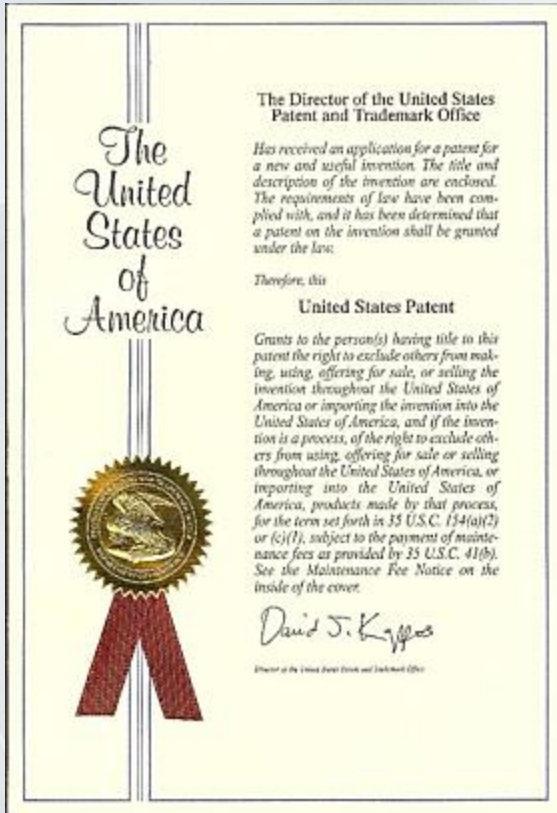 The
United
States
of
America
The Director of the United States
Patent and Trademark Office
Has received an application for a patent for
a new and useful invention. The title and
description of the invention are enclosed.
The requirements of law have been com-
plied with, and it has been determined that
a patent on the invention shall be granted
under the law.
Therefore, this
United States Patent
Grants to the person(s) having title to this
patent the right to exclude others from mak-
ing, using, offering for sale, or selling the
invention throughout the United States of
America or importing the invention into the
United States of America, and if the inven-
tion is a process, of the right to exclude oth-
ers from using, offering for sale or selling
throughout the United States of America, or
importing into the United States of
America, products made by that process,
for the term set forth in 35 U.S.C. 154(a)(2)
or (c)(1), subject to the payment of mainte-
nance fees as provided by 35 U.S.C. 41(b).
See the Maintenance Fee Notice on the
inside of the cover.
David J. Kappos
Director of the United States Patent and Trademark Office